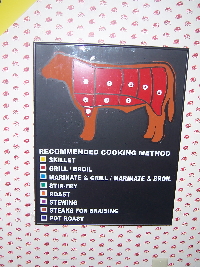 RECOMMENDED COOKING METHOD
SKILLET
GRILL / BROIL
MARINATE & GRILL / MARINATE & BROIL
STIR-FRY
ROAST
STEWING
STEAKS FOR BRAISING
POT ROAST